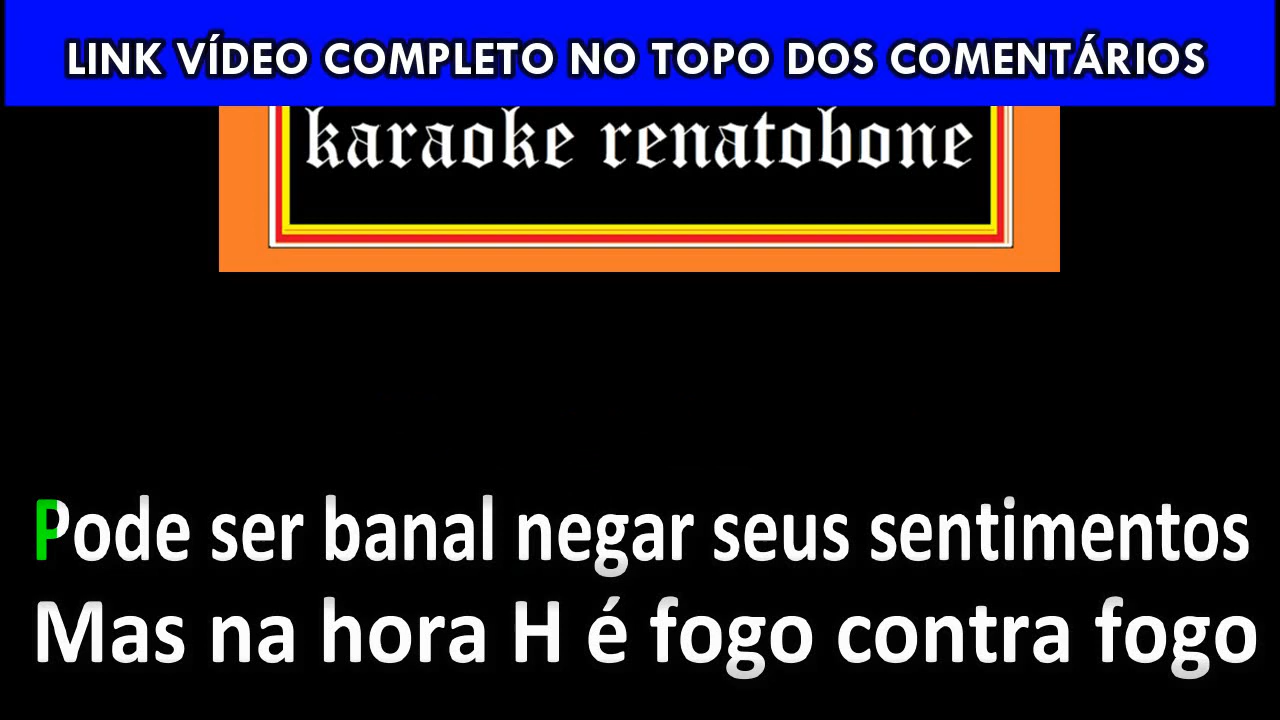 LINK VÍDEO COMPLETO NO TOPO DOS COMENTÁRIOS
karaoke renatobone
Pode ser banal negar seus sentimentos
Mas na hora H é fogo contra fogo